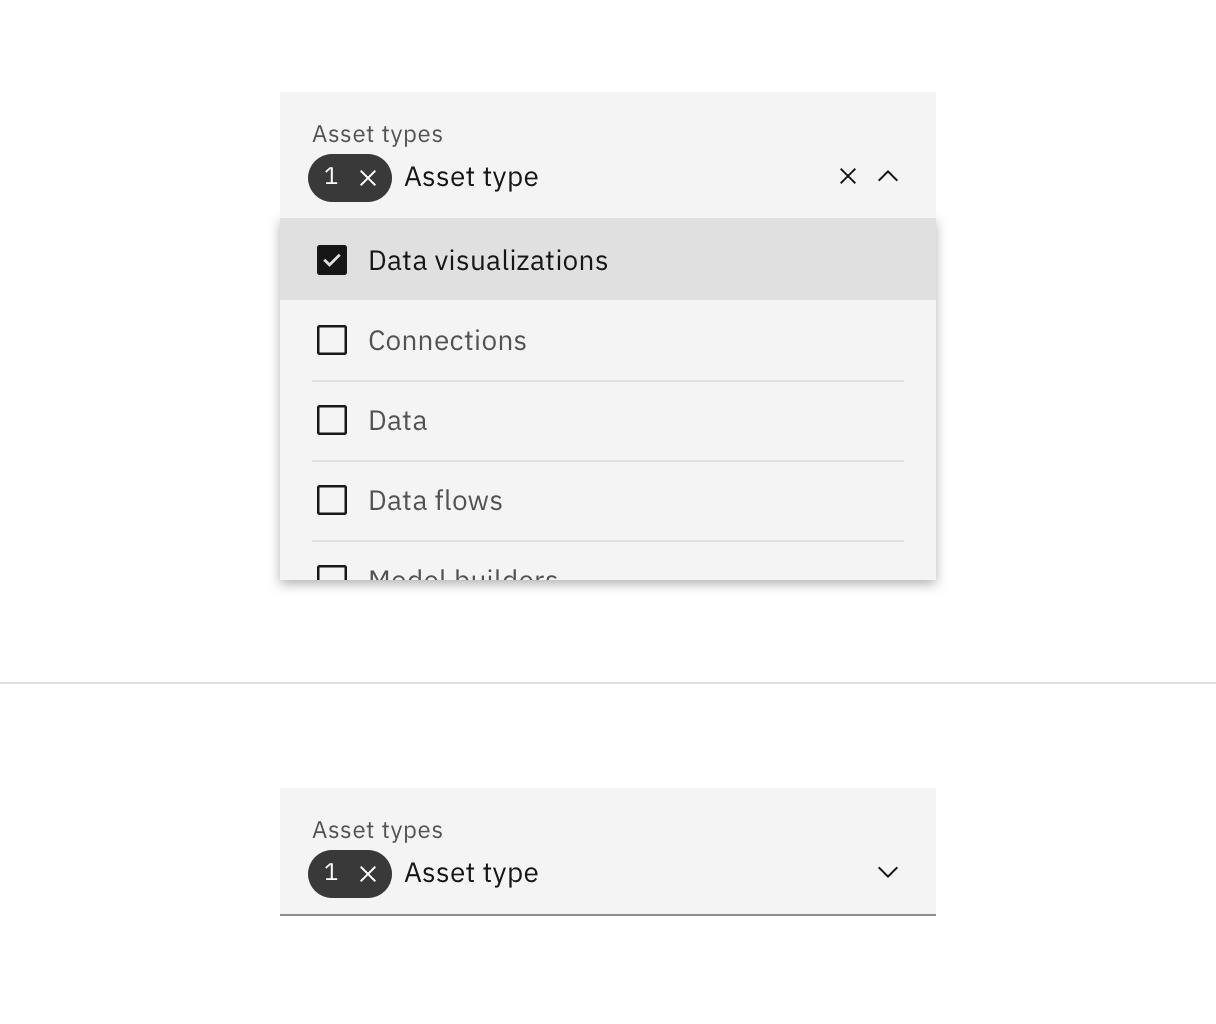 Asset types
1 Asset type
Data visualizations
Connections
Data
Data flows
Model builders
Asset types
1 Asset type